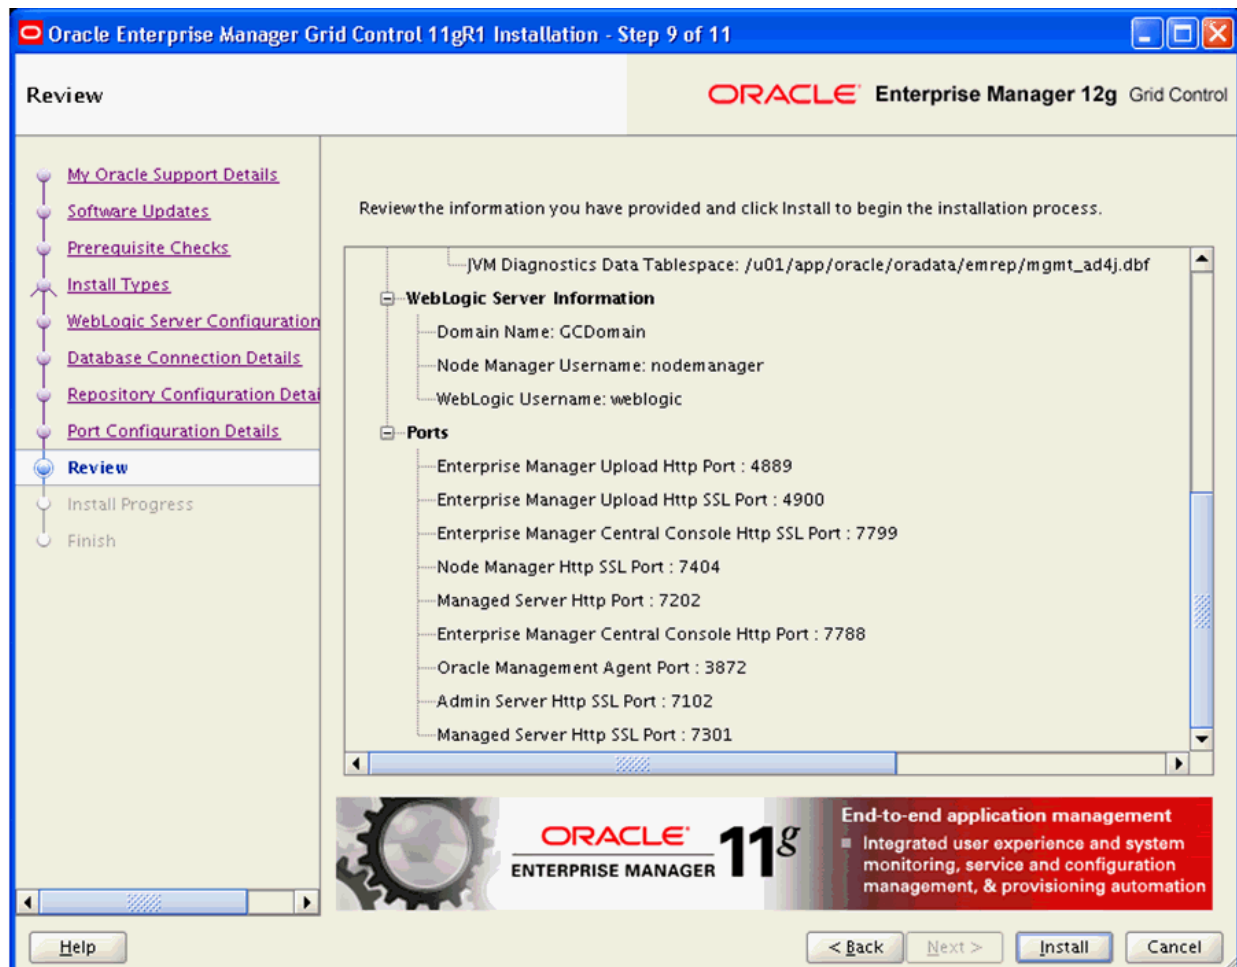 Oracle Enterprise Manager Grid Control 11gR1 Installation - Step 9 of 11
Review
ORACLE Enterprise Manager 12g Grid Control
My Oracle Support Details
Software Updates
Prerequisite Checks
Install Types
WebLogic Server Configuration
Database Connection Details
Repository Configuration Detai
Port Configuration Details
Review
Install Progress
Finish
Review the information you have provided and click Install to begin the installation process.
JVM Diagnostics Data Tablespace: /u01/app/oracle/oradata/emrep/mgmt_ad4j.dbf
WebLogic Server Information
Domain Name: GCDomain
Node Manager Username: nodemanager
WebLogic Username: weblogic
Ports
Enterprise Manager Upload Http Port : 4889
Enterprise Manager Upload Http SSL Port : 4900
Enterprise Manager Central Console Http SSL Port : 7799
Node Manager Http SSL Port : 7404
Managed Server Http Port : 7202
Enterprise Manager Central Console Http Port : 7788
Oracle Management Agent Port : 3872
Admin Server Http SSL Port : 7102
Managed Server Http SSL Port : 7301
ORACLE
ENTERPRISE MANAGER 11g
End-to-end application management
Integrated user experience and system
monitoring, service and configuration
management, & provisioning automation
Help
< Back
Next >
Install
Cancel